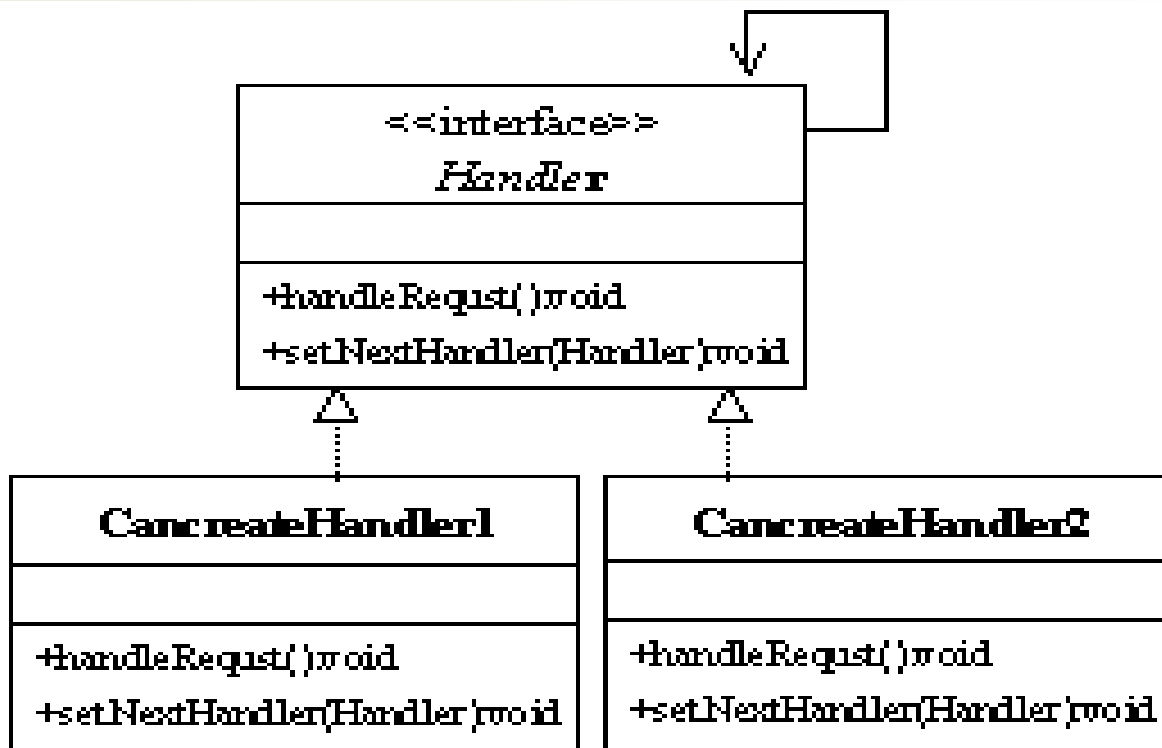 <<interface>>
Handler
+handleRequst():void
+setNextHandler(Handler):void
CancreateHandler1
+handleRequst():void
+setNextHandler(Handler):void
CancreateHandler2
+handleRequst():void
+setNextHandler(Handler):void